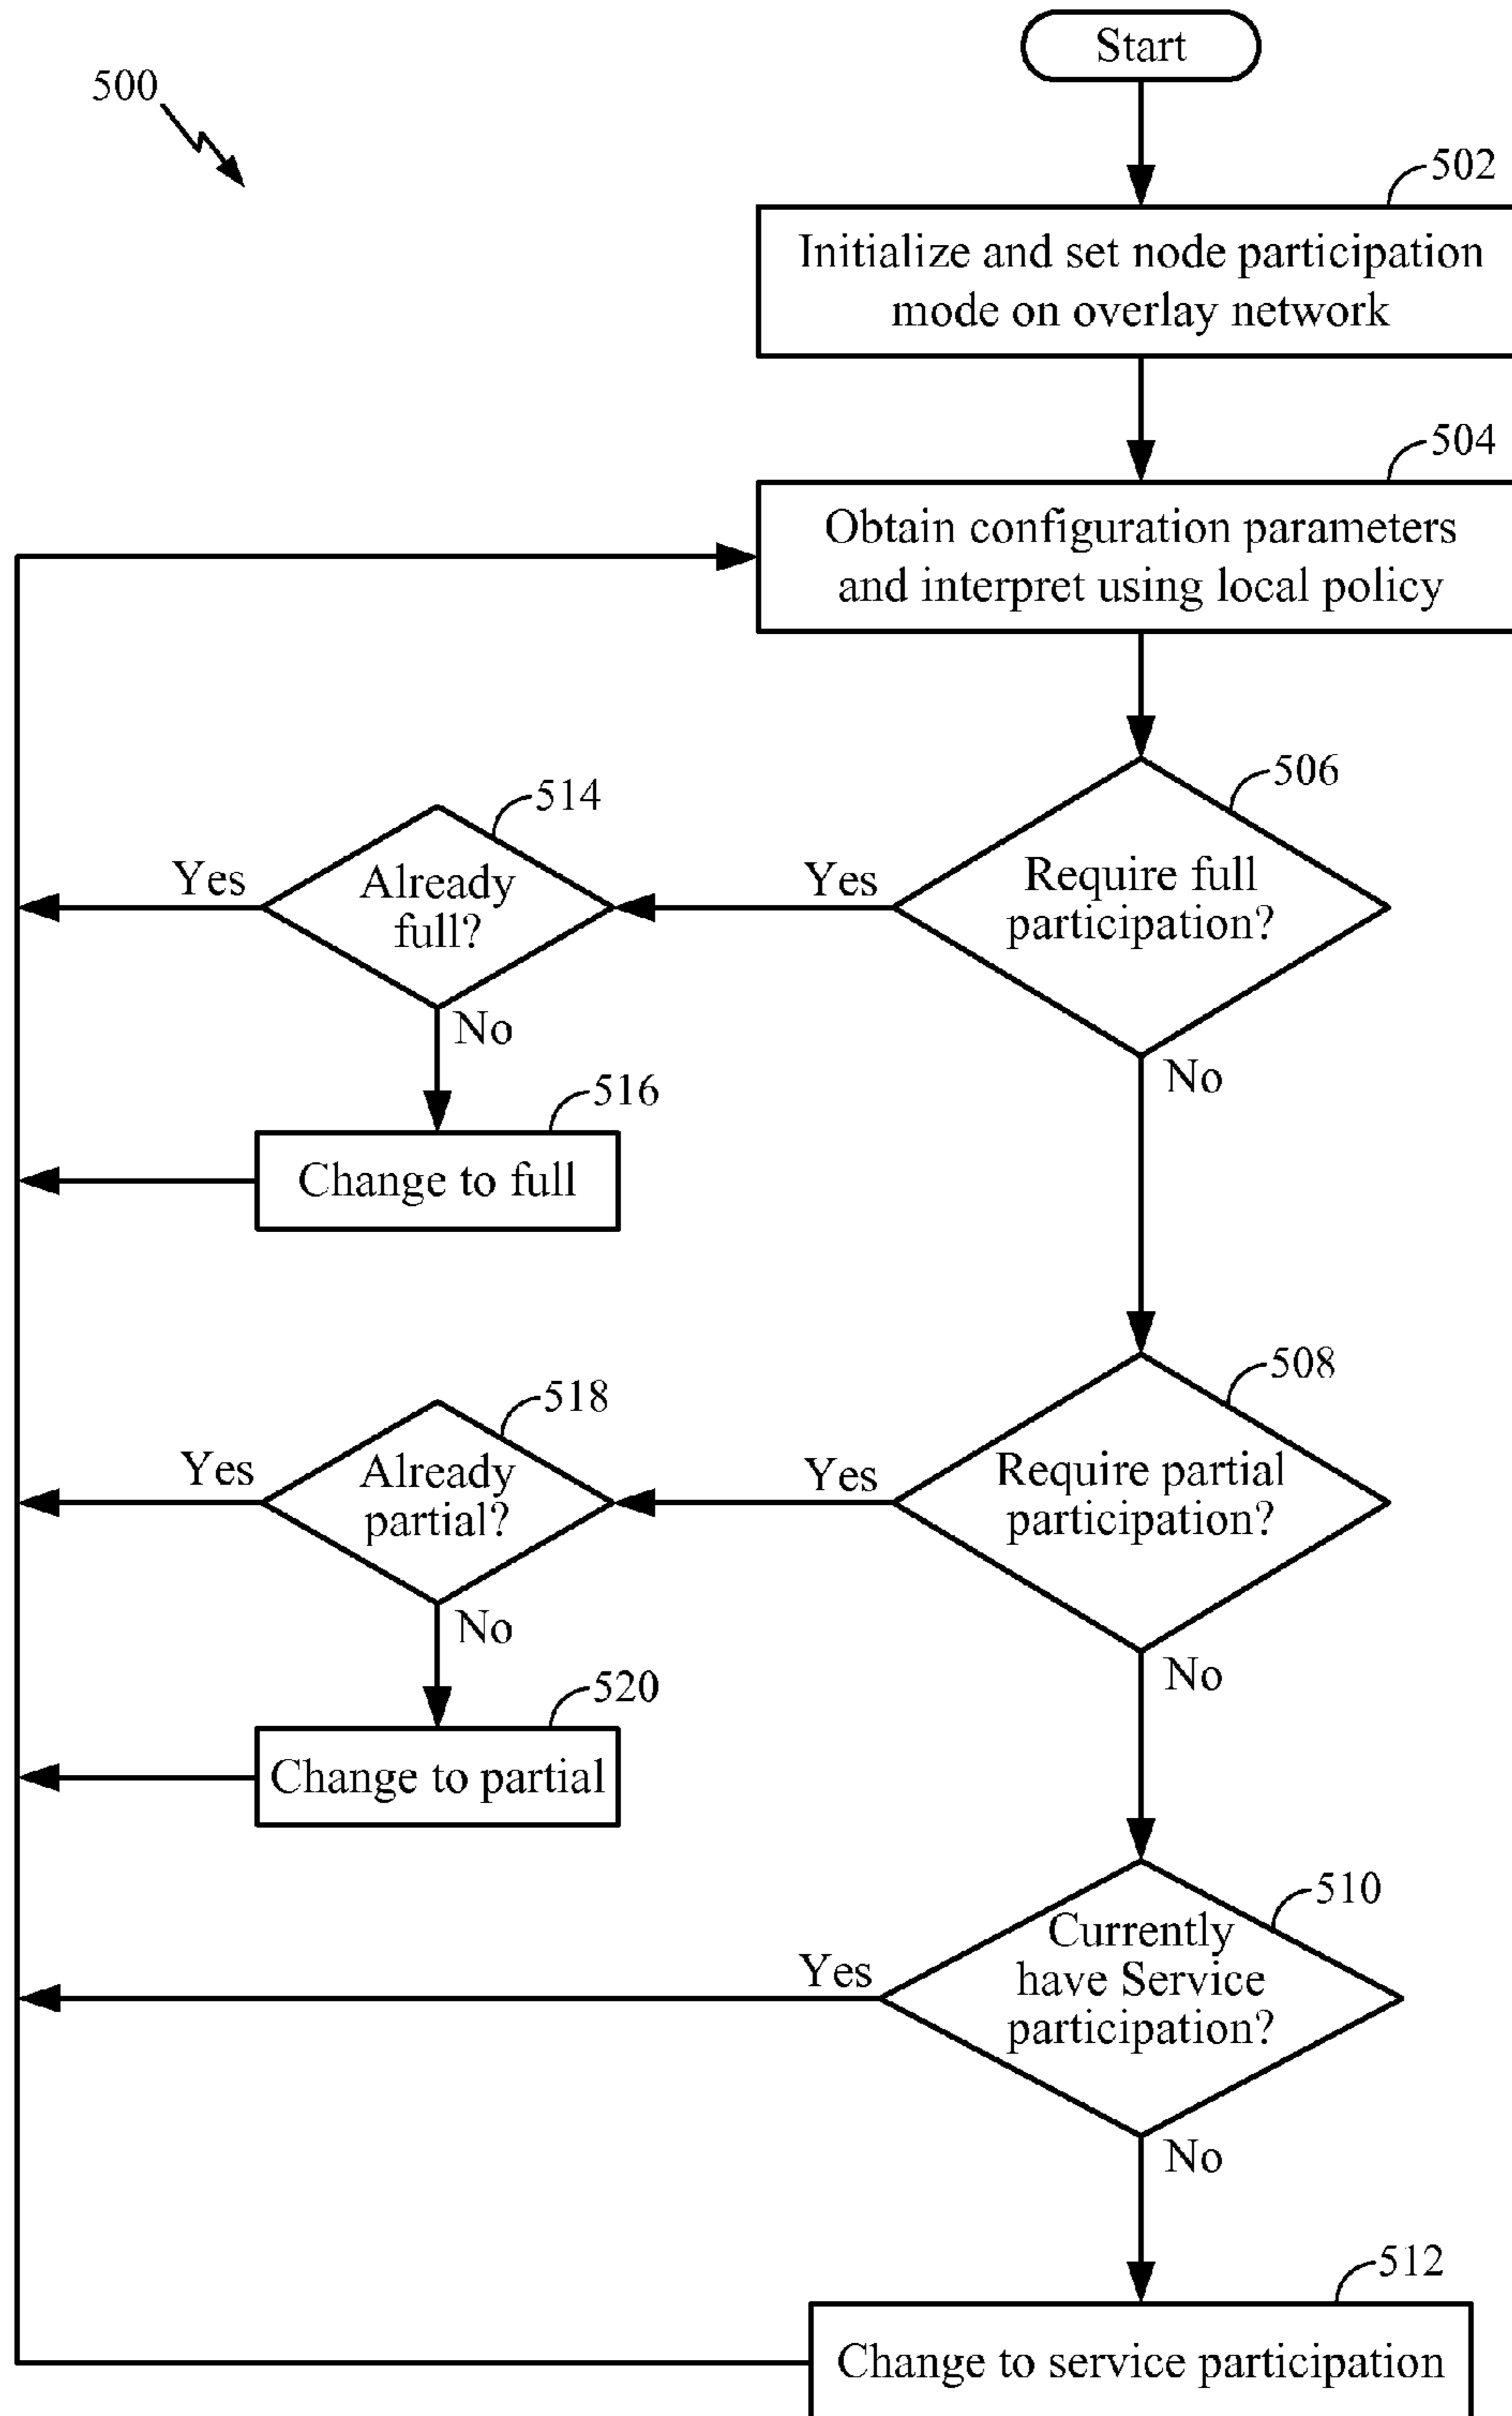 Start
500
502
Initialize and set node participation
mode on overlay network
504
Obtain configuration parameters
and interpret using local policy
506
Require full
participation?
Yes
No
514
Already
full?
Yes
No
516
Change to full
508
Require partial
participation?
Yes
No
518
Already
partial?
Yes
No
520
Change to partial
510
Currently
have Service
participation?
Yes
No
512
Change to service participation